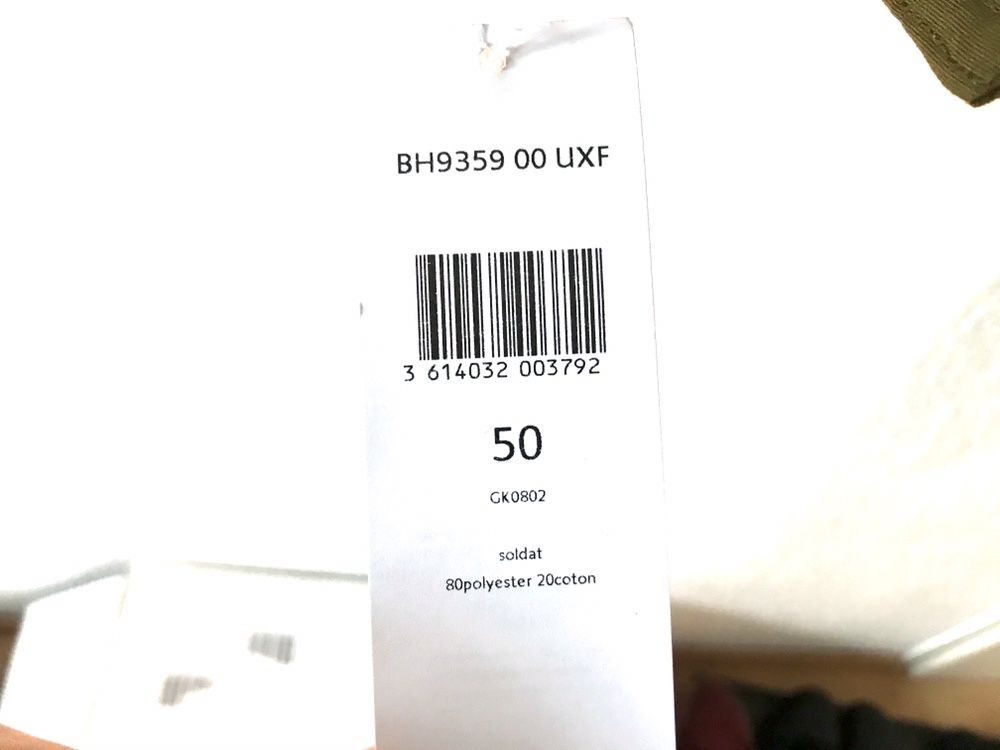 BH9359 00 UXF
3 614032 003792
50
GK0802
soldat
80polyester 20coton